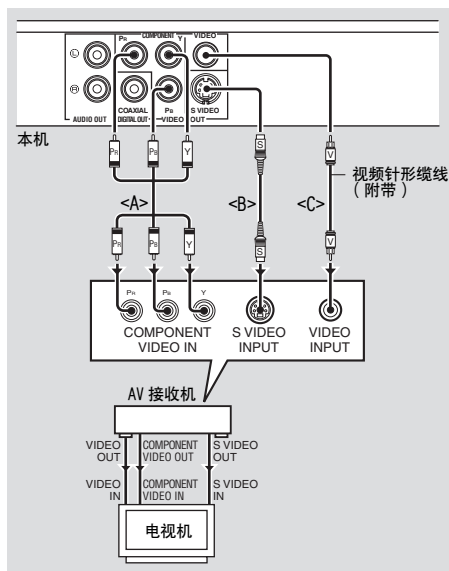 PR COMPONENT Y VIDEO
L
R
AUDIO OUT
COAXIAL
DIGITAL OUT
PB
VIDEO OUT
S VIDEO
本机
PR PB Y S V
<A> <B> <C>
视频针形缆线
(附带)
PR PB Y S V
PR PB Y
COMPONENT
VIDEO IN
S VIDEO
INPUT
VIDEO
INPUT
AV 接收机
VIDEO
OUT
COMPONENT
VIDEO OUT
S VIDEO
OUT
VIDEO
IN
COMPONENT
VIDEO IN
S VIDEO
IN
电视机